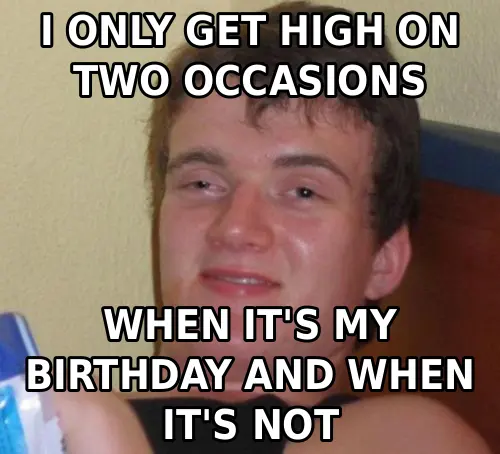 I ONLY GET HIGH ON
TWO OCCASIONS
WHEN IT'S MY
BIRTHDAY AND WHEN
IT'S NOT